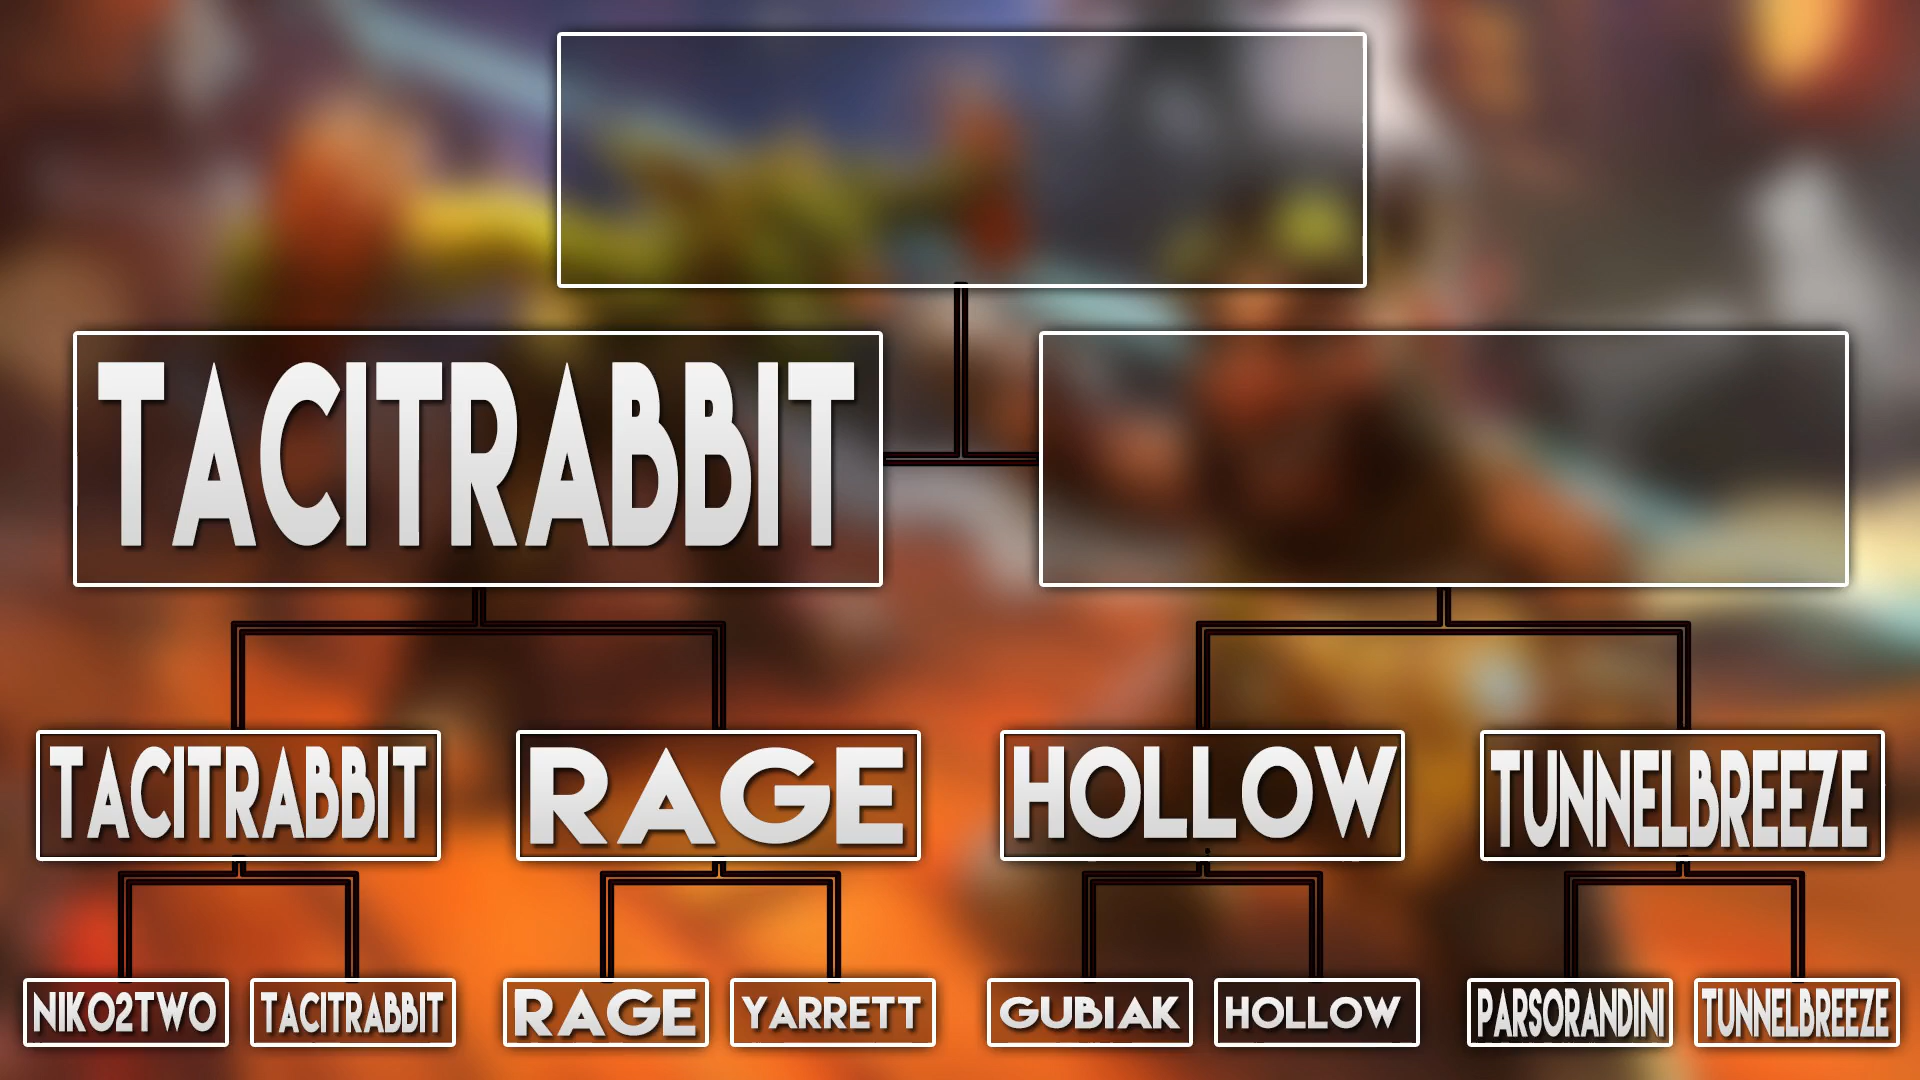 TACITRABBIT
TACITRABBIT
RAGE
HOLLOW
TUNNELBREEZE
NIKO2TWO
TACITRABBIT
RAGE
YARRETT
GUBIAK
HOLLOW
PARSORANDINI
TUNNELBREEZE